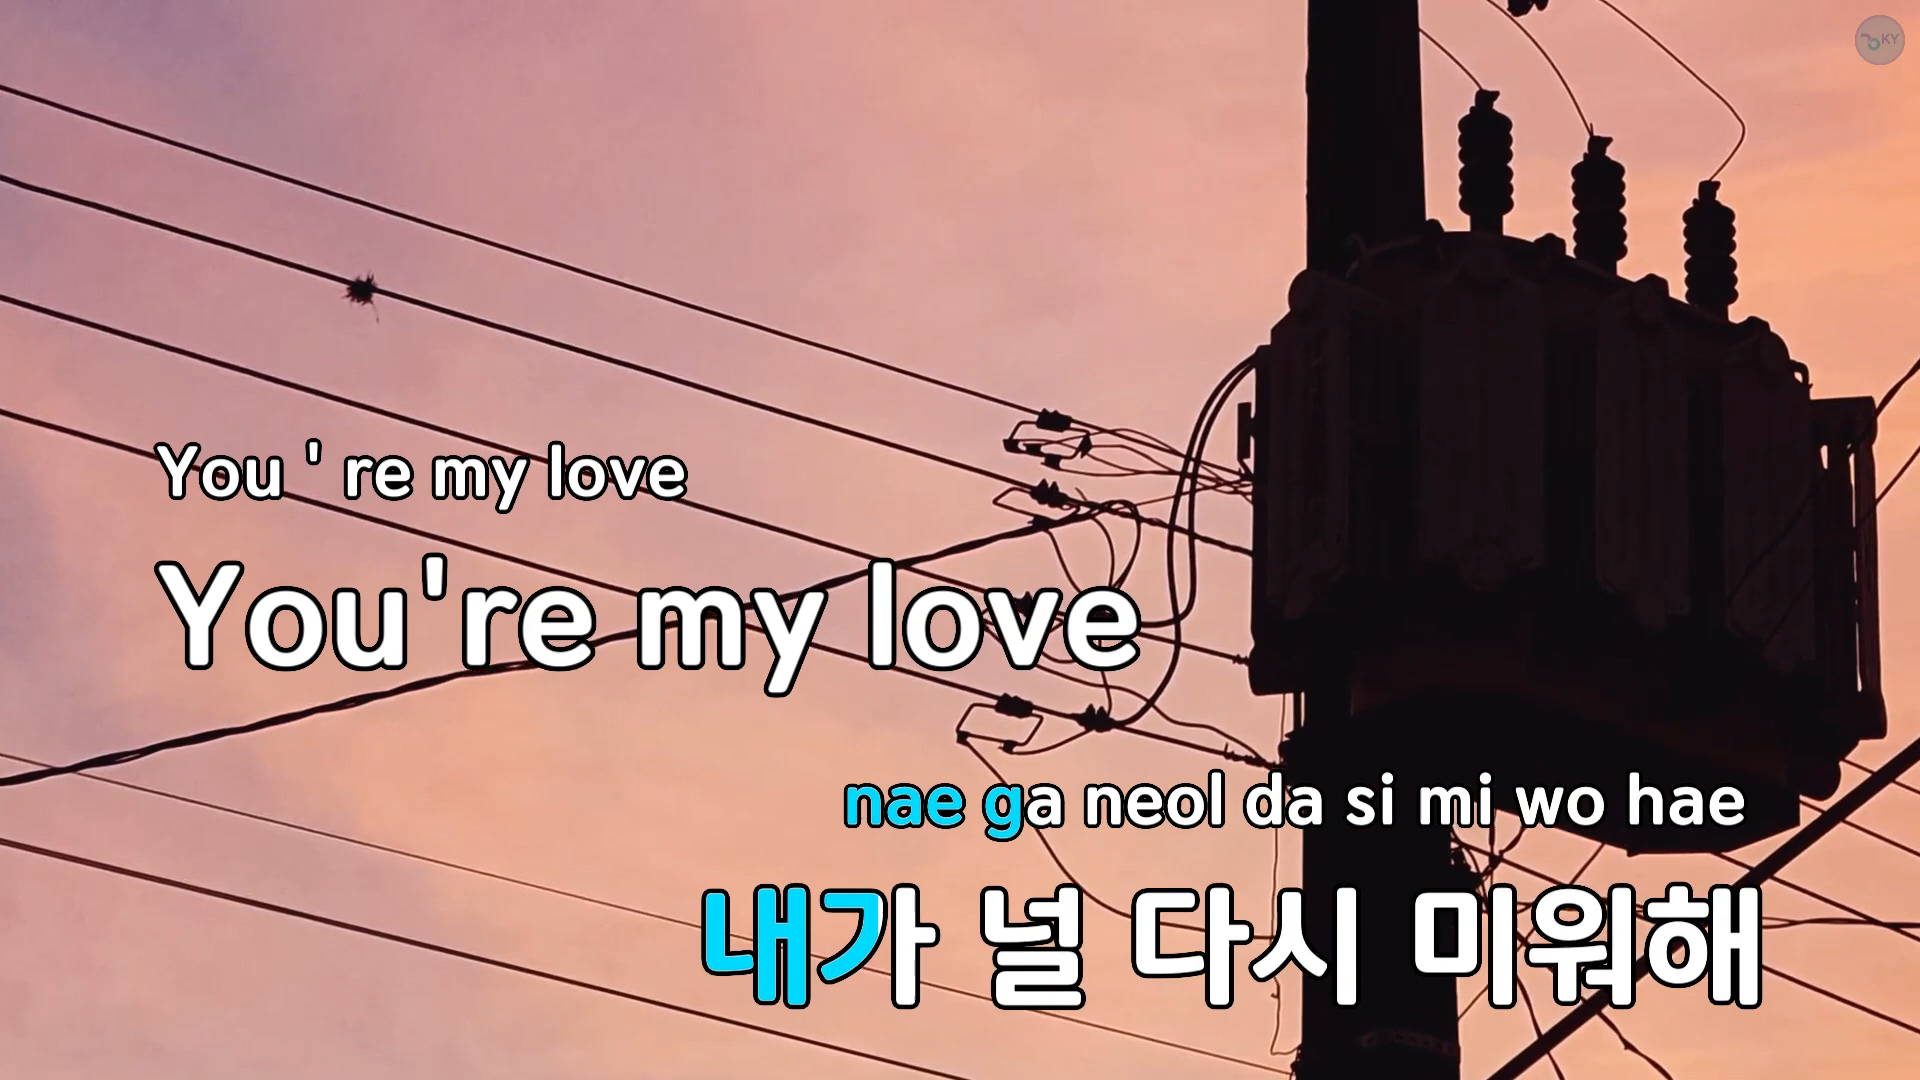 KY
You ' re my love
You're my love
nae ga neol da si mi wo hae
내가 널 다시 미워해